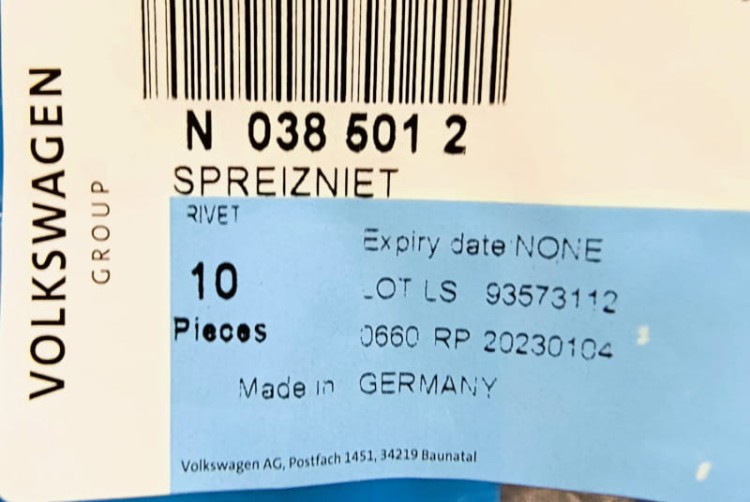 VOLKSWAGEN
GROUP
N 038 501 2
SPREIZNIET
RIVET
10
Pieces
Expiry date NONE
LOT LS 93573112
0660 RP 20230104
Made in GERMANY
Volkswagen AG, Postfach 1451, 34219 Baunatal